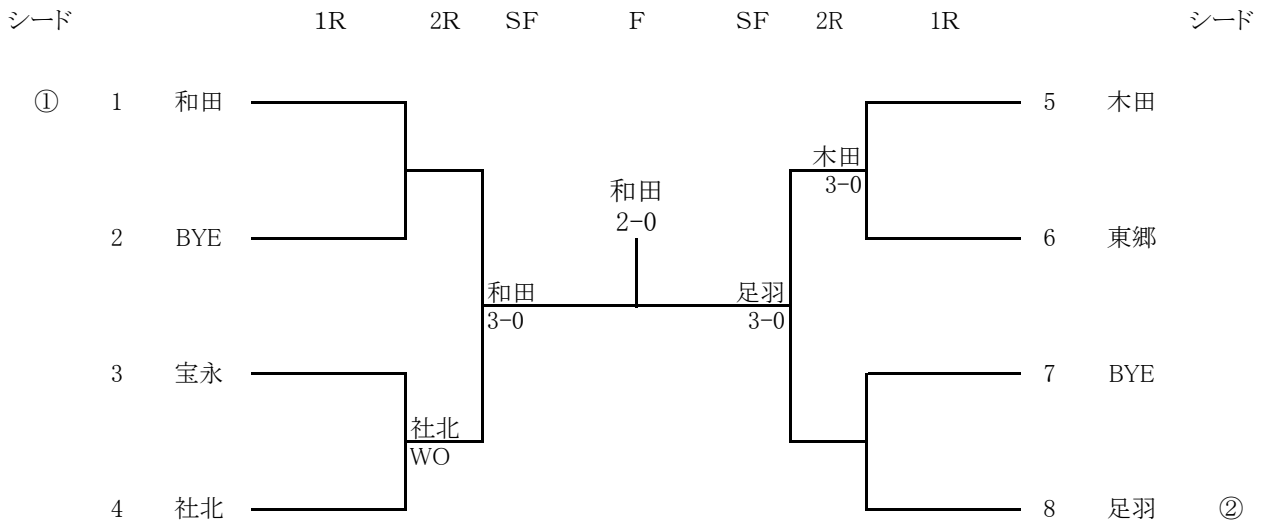 シード 1R 2R SF F SF 2R 1R シード
① 1 和田 5 木田
木田
3-0
和田
2-0
2 BYE 6 東郷
和田 足羽
3-0 3-0
3 宝永 7 BYE
社北
WO
4 社北 8 足羽 ②